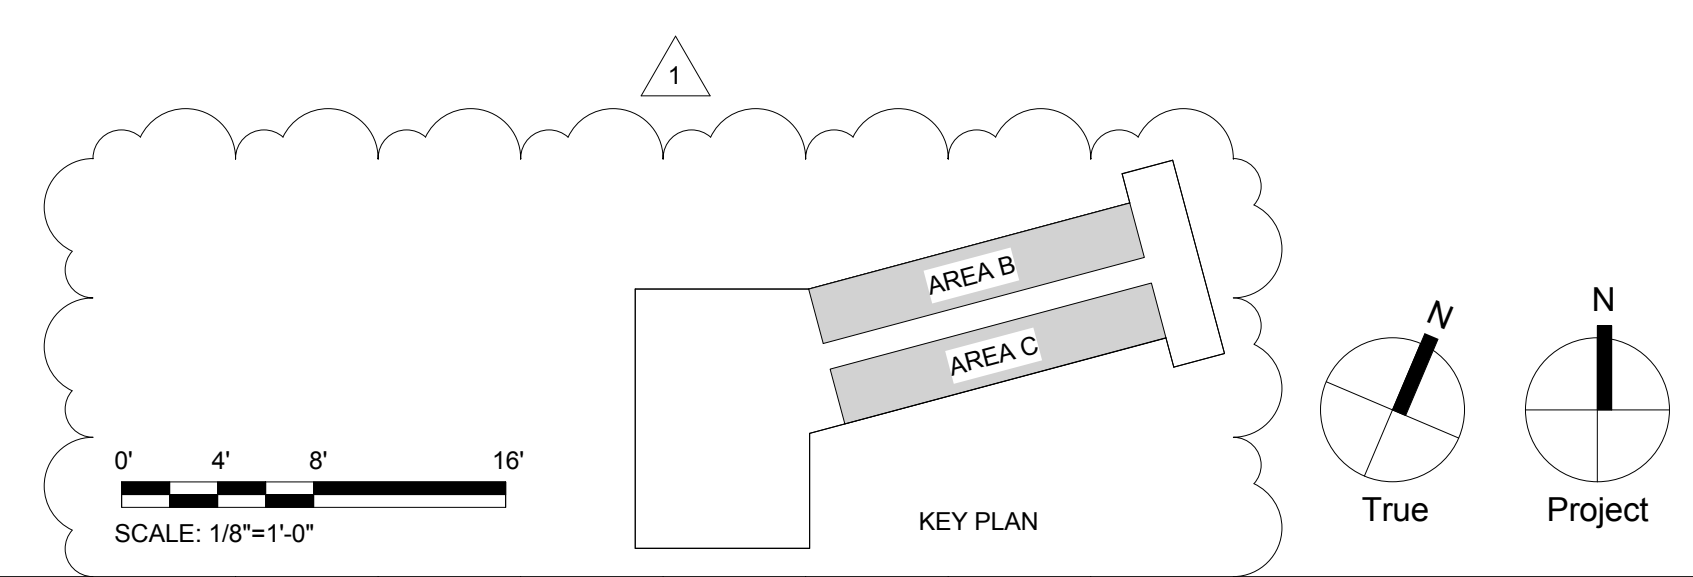 1
AREA B
AREA C
N
N
0' 4' 8' 16'
True
Project
KEY PLAN
SCALE: 1/8"=1'-0"